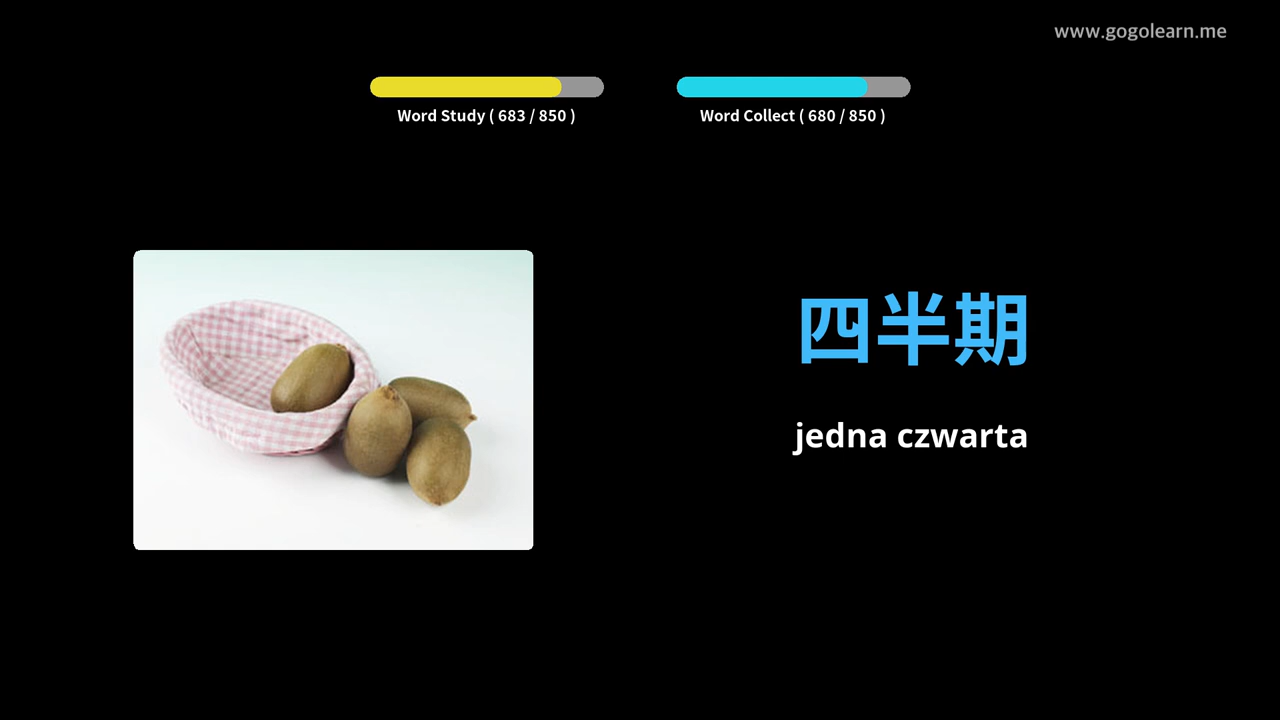 www.gogolearn.me
Word Study ( 683 / 850 )
Word Collect ( 680 / 850 )
四半期
jedna czwarta